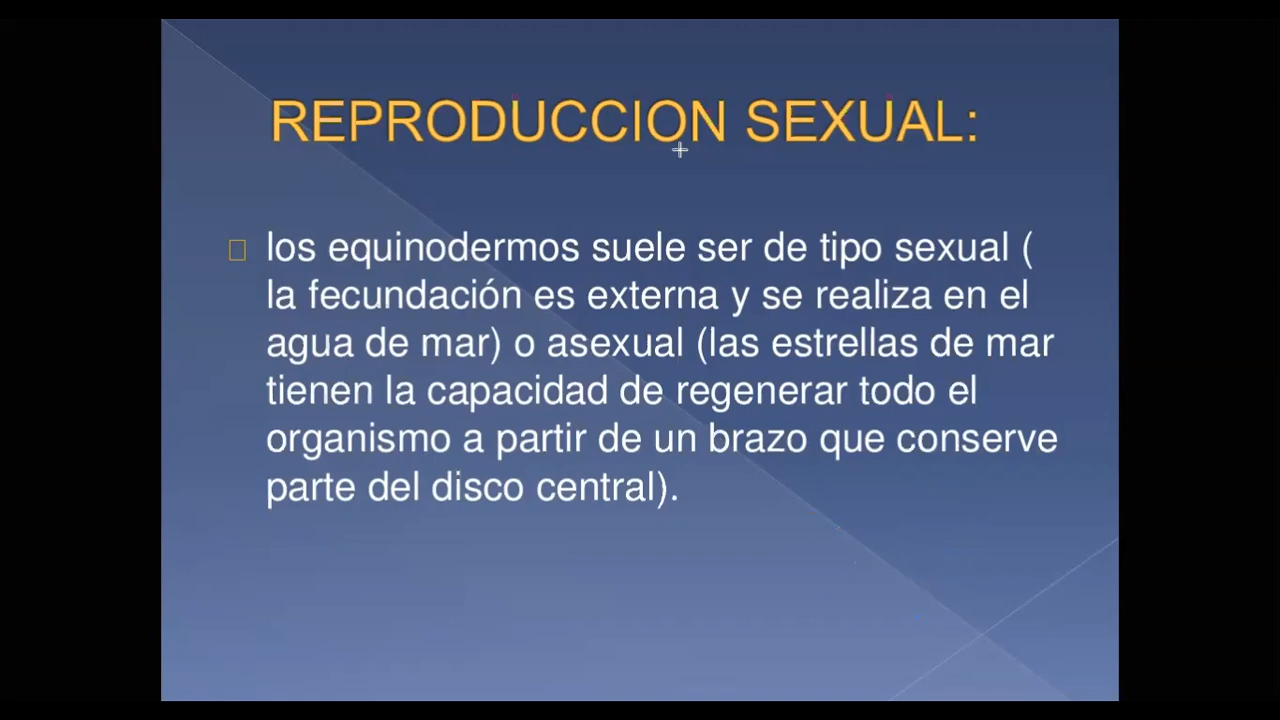 REPRODUCCION SEXUAL:
los equinodermos suele ser de tipo sexual (
la fecundación es externa y se realiza en el
agua de mar) o asexual (las estrellas de mar
tienen la capacidad de regenerar todo el
organismo a partir de un brazo que conserve
parte del disco central).